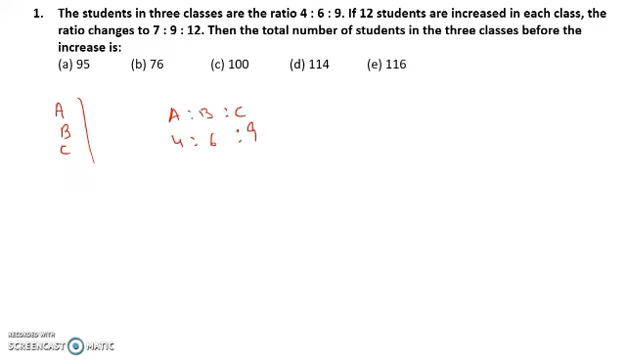 1. The students in three classes are the ratio 4 : 6 : 9. If 12 students are increased in each class, the
ratio changes to 7 : 9 : 12. Then the total number of students in the three classes before the
increase is:
(a) 95 (b) 76 (c) 100 (d) 114 (e) 116
A
B
C
A : B : C
4 : 6 : 9
RECORDED WITH
SCREENCAST MATIC